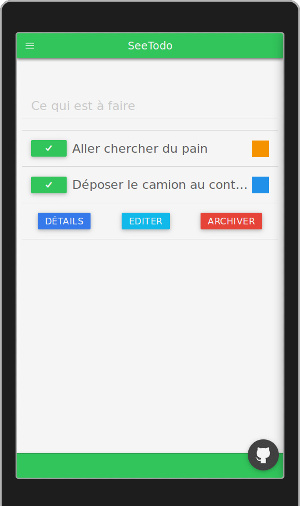 SeeTodo
Ce qui est à faire
Aller chercher du pain
Déposer le camion au cont...
DÉTAILS
EDITER
ARCHIVER